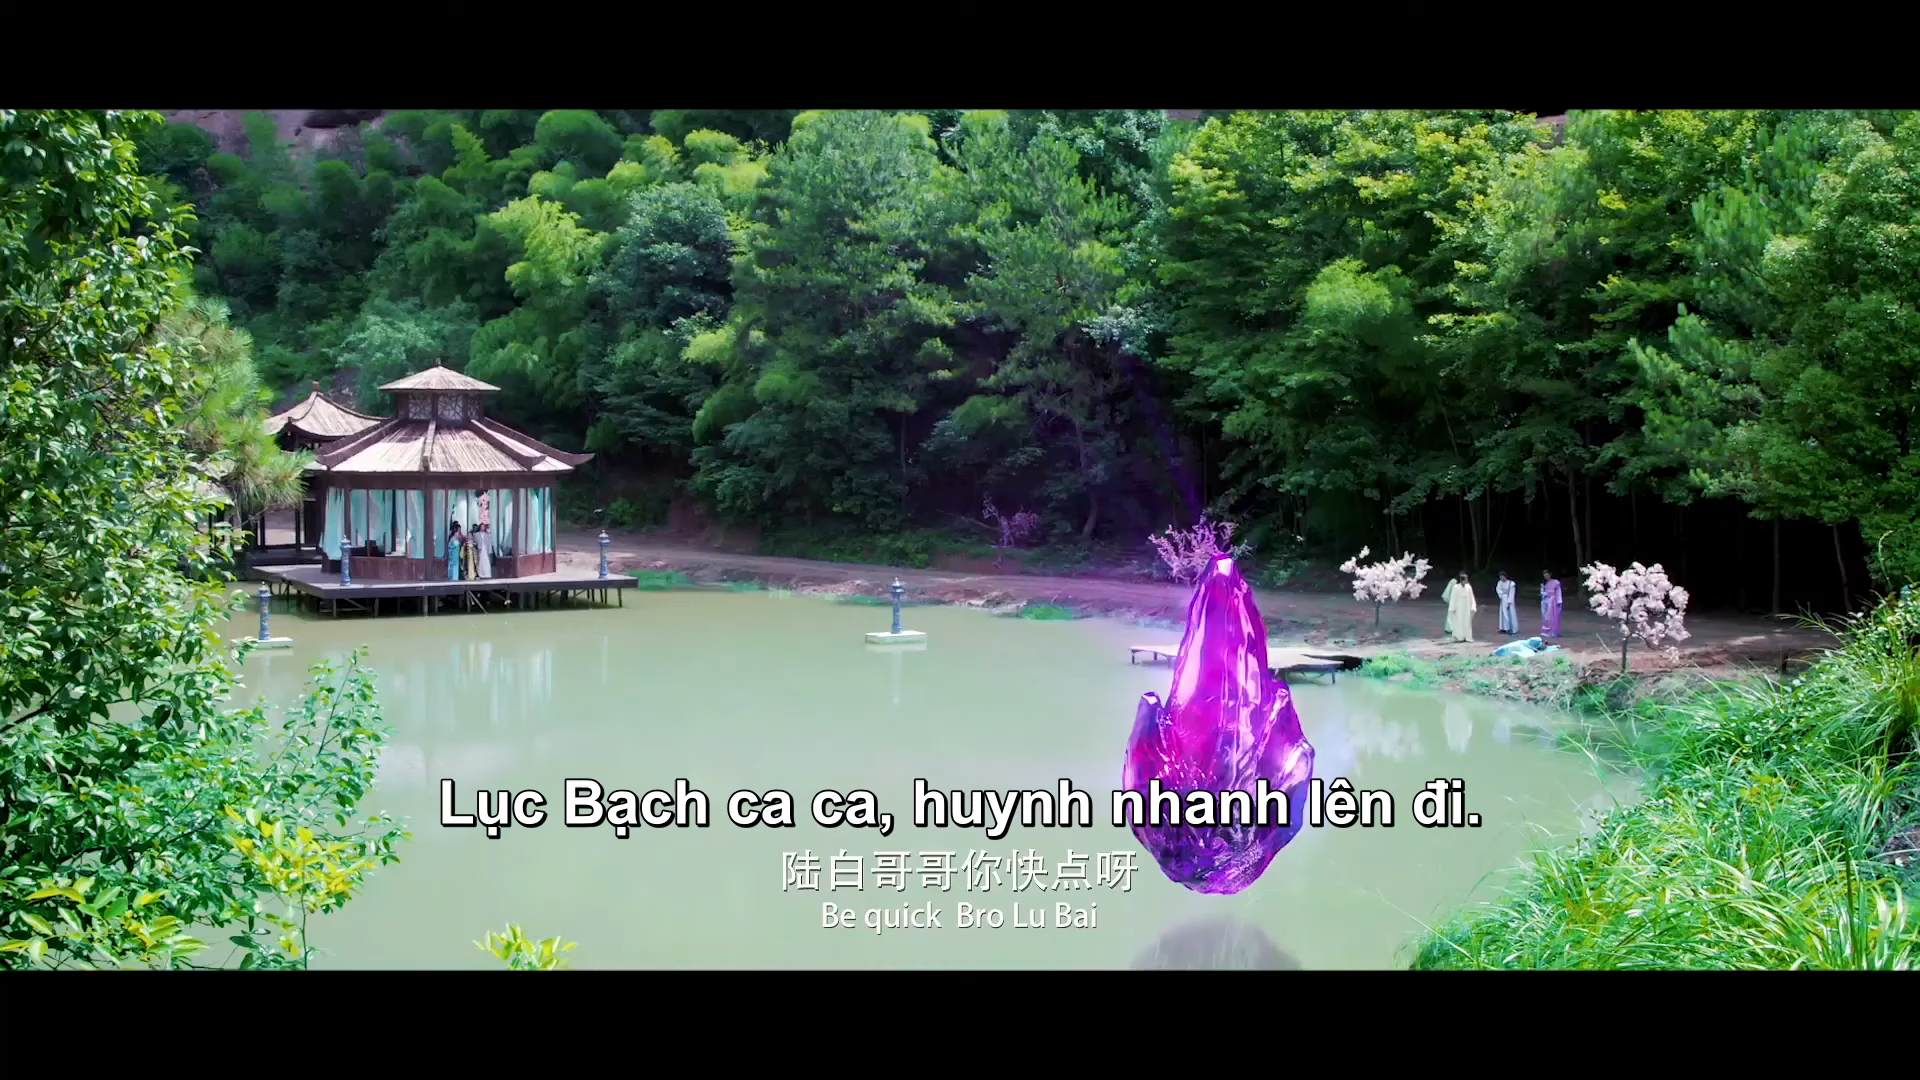 Lục Bạch ca ca, huynh nhanh lên đi.
陆白哥哥你快点呀
Be quick Bro Lu Bai